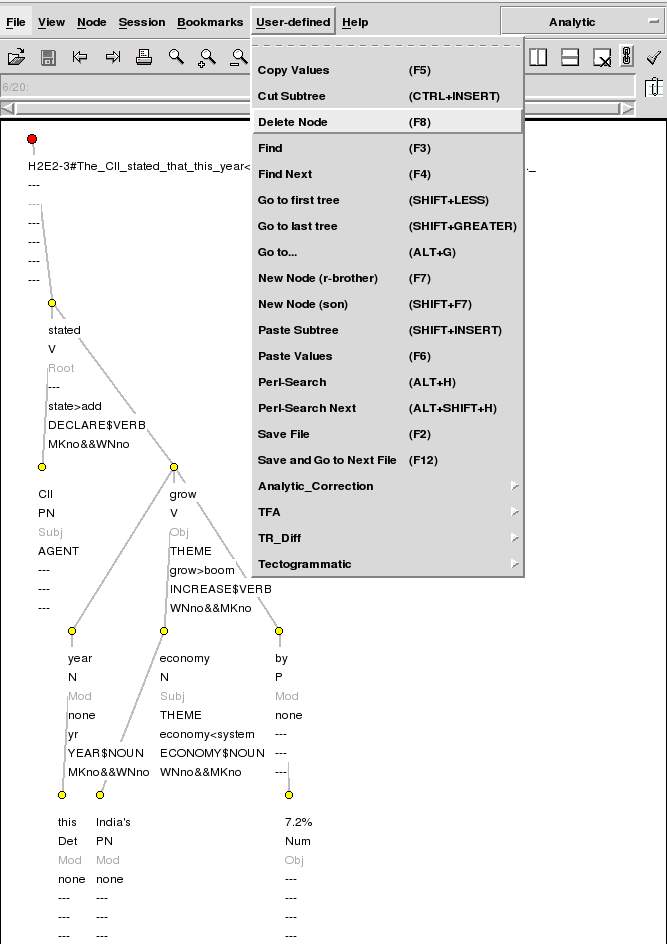 File View Node Session Bookmarks User-defined Help Analytic
6/20:
Copy Values (F5)
Cut Subtree (CTRL+INSERT)
Delete Node (F8)
Find (F3)
Find Next (F4)
Go to first tree (SHIFT+LESS)
Go to last tree (SHIFT+GREATER)
Go to... (ALT+G)
New Node (r-brother) (F7)
New Node (son) (SHIFT+F7)
Paste Subtree (SHIFT+INSERT)
Paste Values (F6)
Perl-Search (ALT+H)
Perl-Search Next (ALT+SHIFT+H)
Save File (F2)
Save and Go to Next File (F12)
Analytic_Correction
TFA
TR_Diff
Tectogrammatic
H2E2-3#The_CII_stated_that_this_year<
._
---
---
---
---
---
---
stated
V
Root
---
state>add
DECLARE$VERB
MKno&&WNno
CII
PN
Subj
AGENT
---
---
---
grow
V
Obj
THEME
grow>boom
INCREASE$VERB
WNno&&MKno
year
N
Mod
none
yr
YEAR$NOUN
MKno&&WNno
economy
N
Subj
THEME
economy<system
ECONOMY$NOUN
WNno&&MKno
by
P
Mod
none
---
---
---
this
Det
Mod
none
---
---
---
India's
PN
Mod
none
---
---
---
7.2%
Num
Obj
---
---
---
---